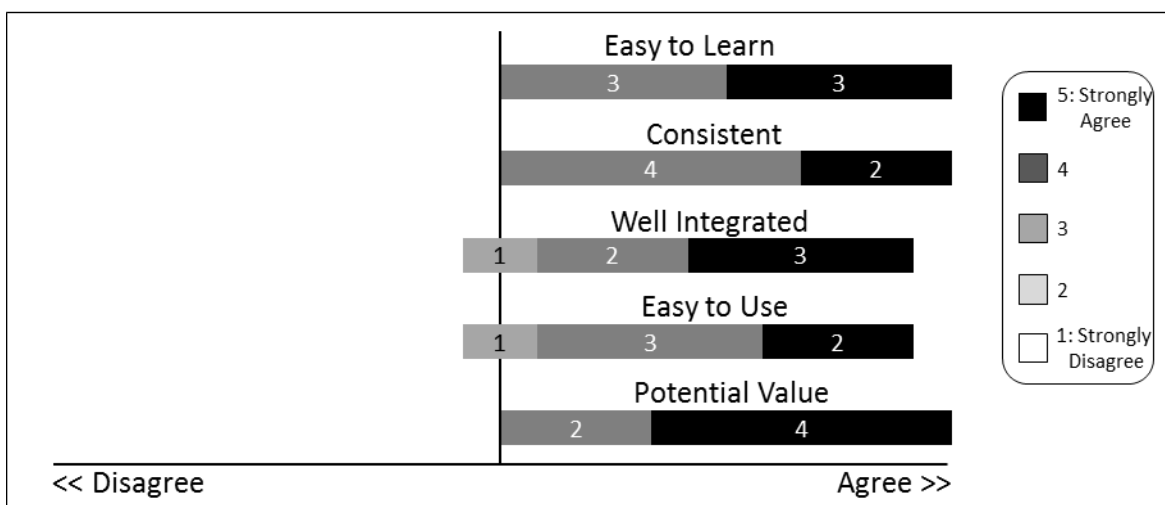 Easy to Learn
3 3
Consistent
4 2
Well Integrated
1 2 3
Easy to Use
1 3 2
Potential Value
2 4
<< Disagree Agree >>
5: Strongly
Agree
4
3
2
1: Strongly
Disagree